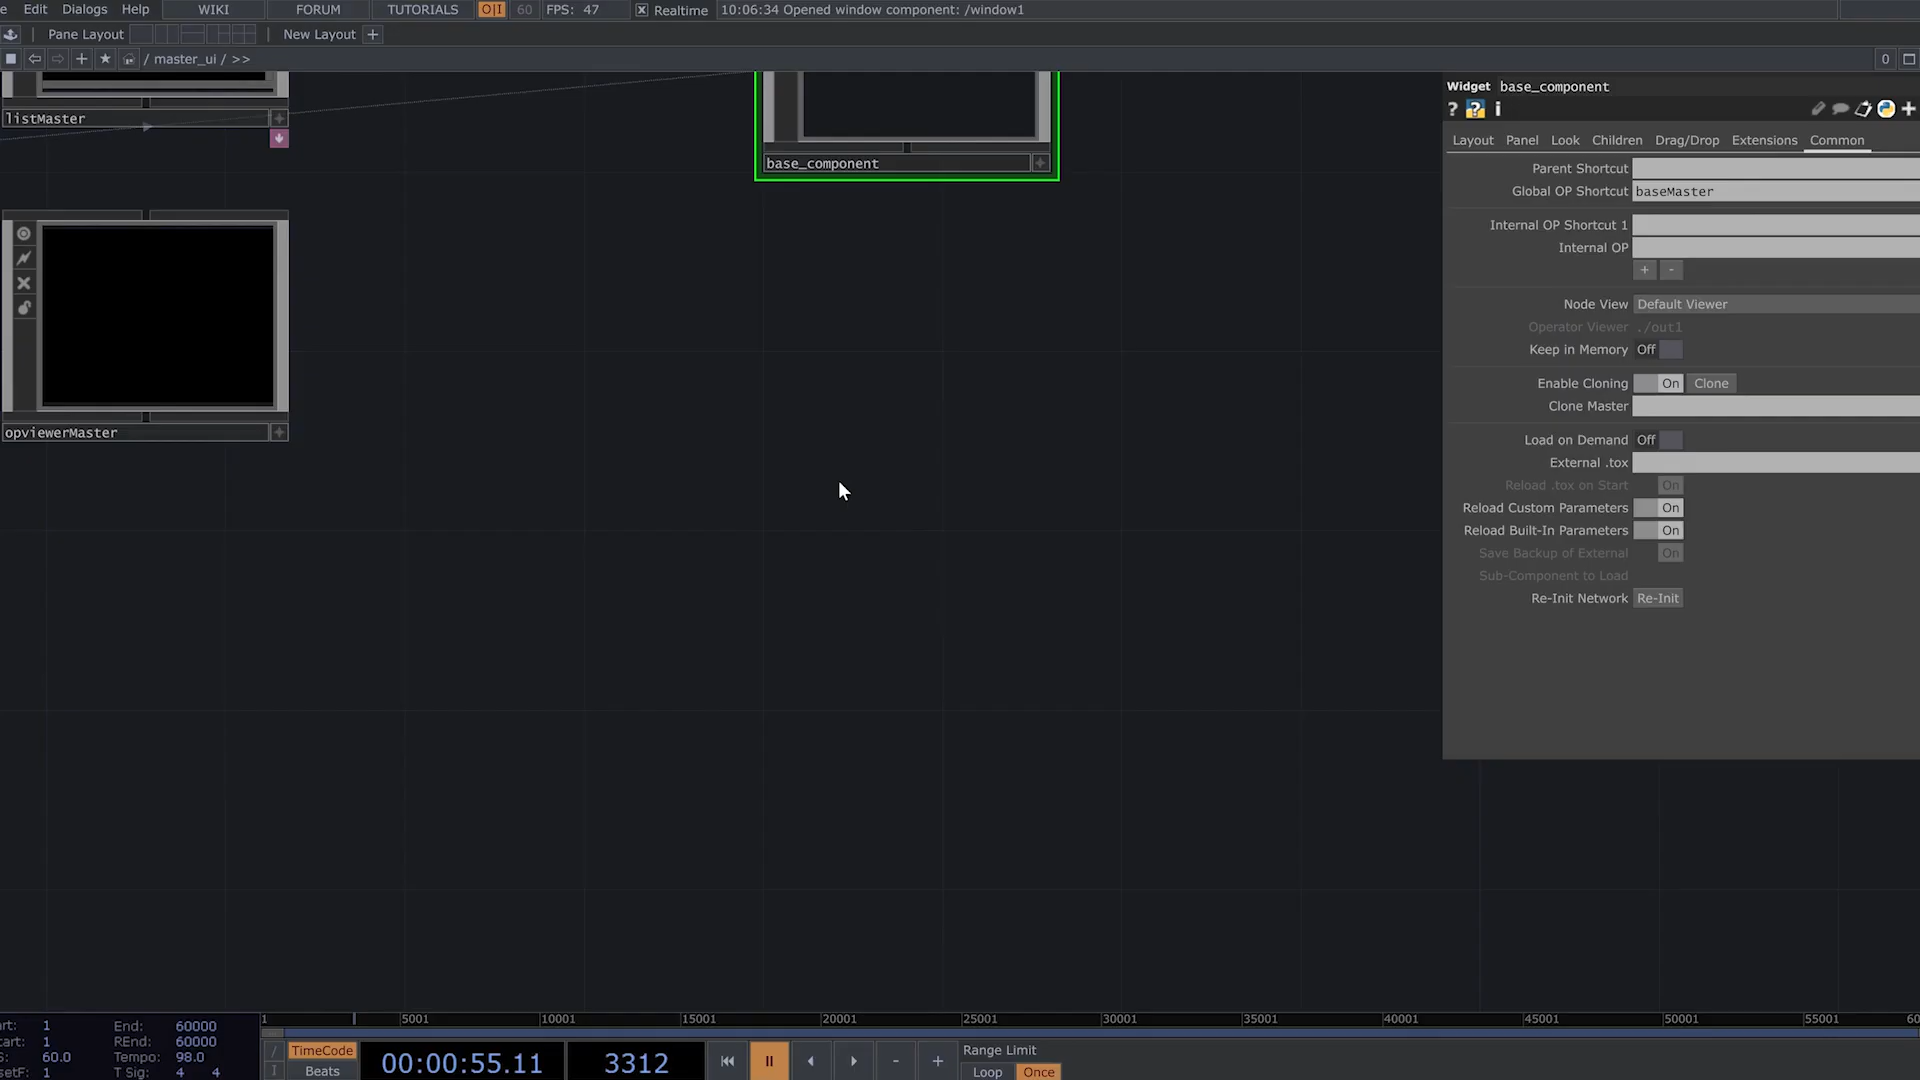 e Edit Dialogs Help WIKI FORUM TUTORIALS O|I 60 FPS: 47 Realtime 10:06:34 Opened window component: /window1
Pane Layout New Layout +
/ master_ui / >> 0
listMaster
base_component
opviewerMaster
Widget base_component
? ? i
Layout Panel Look Children Drag/Drop Extensions Common
Parent Shortcut
Global OP Shortcut baseMaster
Internal OP Shortcut 1
Internal OP
+ -
Node View Default Viewer
Operator Viewer ./out1
Keep in Memory Off
Enable Cloning On Clone
Clone Master
Load on Demand Off
External .tox
Reload .tox on Start On
Reload Custom Parameters On
Reload Built-In Parameters On
Save Backup of External On
Sub-Component to Load
Re-Init Network Re-Init
1 5001 10001 15001 20001 25001 30001 35001 40001 45001 50001 55001 60
art: 1 End: 60000
tart: 1 REnd: 60000
S: 60.0 Tempo: 98.0
setF: 1 T Sig: 4 4
/ TimeCode
I Beats
00:00:55.11 3312
- +
Range Limit
Loop Once